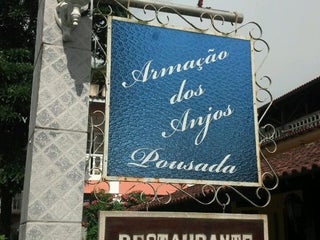 Armação
dos
Anjos
Pousada
RESTAURANTE